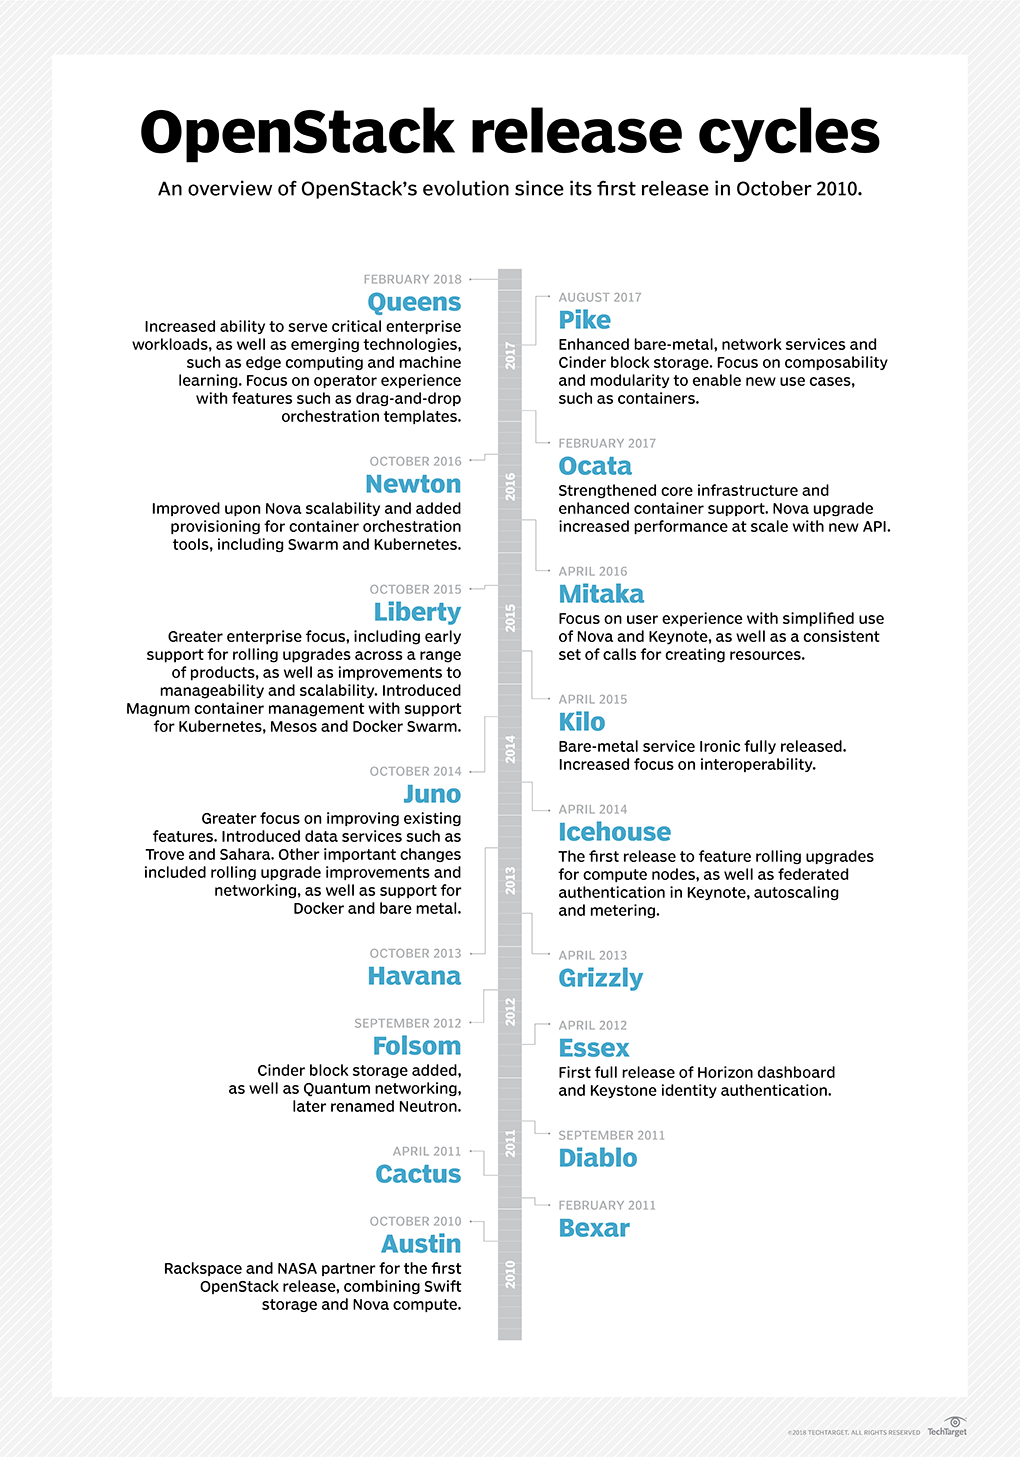 OpenStack release cycles
An overview of OpenStack’s evolution since its first release in October 2010.
FEBRUARY 2018
Queens
Increased ability to serve critical enterprise
workloads, as well as emerging technologies,
such as edge computing and machine
learning. Focus on operator experience
with features such as drag-and-drop
orchestration templates.
AUGUST 2017
Pike
Enhanced bare-metal, network services and
Cinder block storage. Focus on composability
and modularity to enable new use cases,
such as containers.
2017
FEBRUARY 2017
Ocata
Strengthened core infrastructure and
enhanced container support. Nova upgrade
increased performance at scale with new API.
OCTOBER 2016
Newton
Improved upon Nova scalability and added
provisioning for container orchestration
tools, including Swarm and Kubernetes.
2016
APRIL 2016
Mitaka
Focus on user experience with simplified use
of Nova and Keynote, as well as a consistent
set of calls for creating resources.
OCTOBER 2015
Liberty
Greater enterprise focus, including early
support for rolling upgrades across a range
of products, as well as improvements to
manageability and scalability. Introduced
Magnum container management with support
for Kubernetes, Mesos and Docker Swarm.
2015
APRIL 2015
Kilo
Bare-metal service Ironic fully released.
Increased focus on interoperability.
2014
OCTOBER 2014
Juno
Greater focus on improving existing
features. Introduced data services such as
Trove and Sahara. Other important changes
included rolling upgrade improvements and
networking, as well as support for
Docker and bare metal.
APRIL 2014
Icehouse
The first release to feature rolling upgrades
for compute nodes, as well as federated
authentication in Keynote, autoscaling
and metering.
2013
OCTOBER 2013
Havana
APRIL 2013
Grizzly
2012
SEPTEMBER 2012
Folsom
Cinder block storage added,
as well as Quantum networking,
later renamed Neutron.
APRIL 2012
Essex
First full release of Horizon dashboard
and Keystone identity authentication.
2011
SEPTEMBER 2011
Diablo
APRIL 2011
Cactus
FEBRUARY 2011
Bexar
OCTOBER 2010
Austin
Rackspace and NASA partner for the first
OpenStack release, combining Swift
storage and Nova compute.
2010
©2018 TECHTARGET. ALL RIGHTS RESERVED
TechTarget